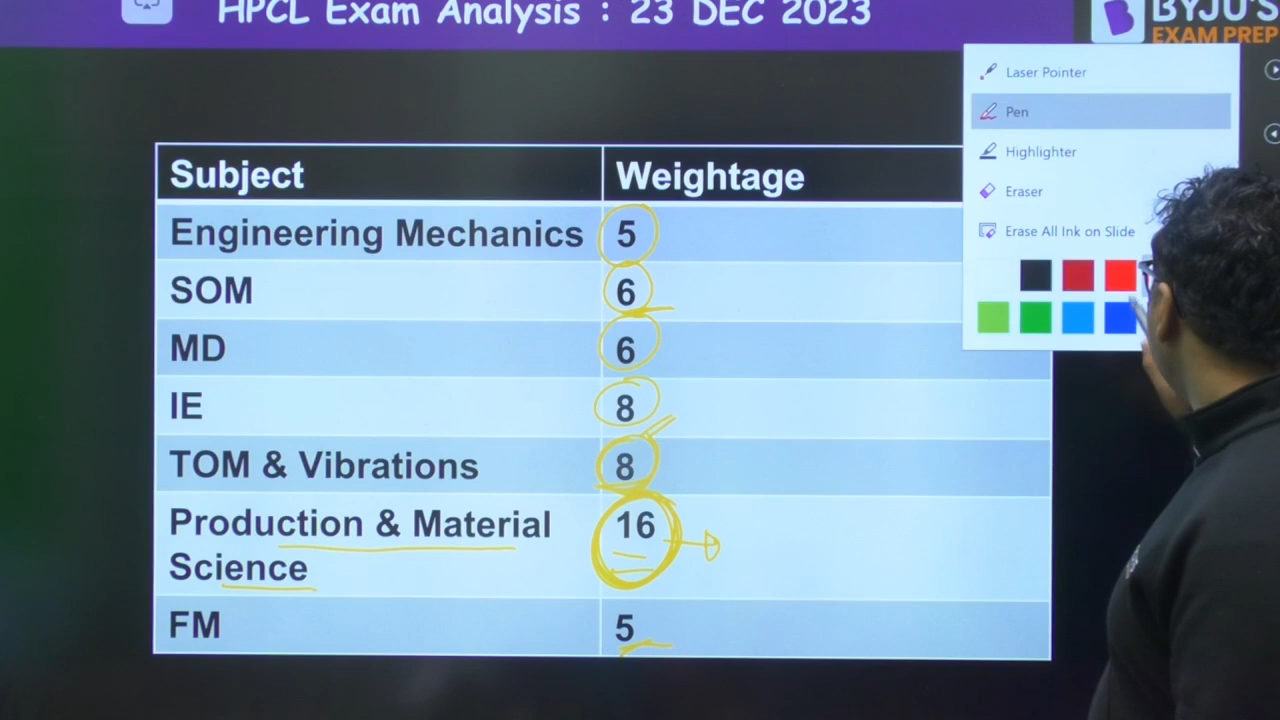 HPCL Exam Analysis : 23 DEC 2023
BYJU'S
EXAM PREP
Laser Pointer
Pen
Highlighter
Eraser
Erase All Ink on Slide
Subject Weightage
Engineering Mechanics 5
SOM 6
MD 6
IE 8
TOM & Vibrations 8
Production & Material 16
Science
FM 5